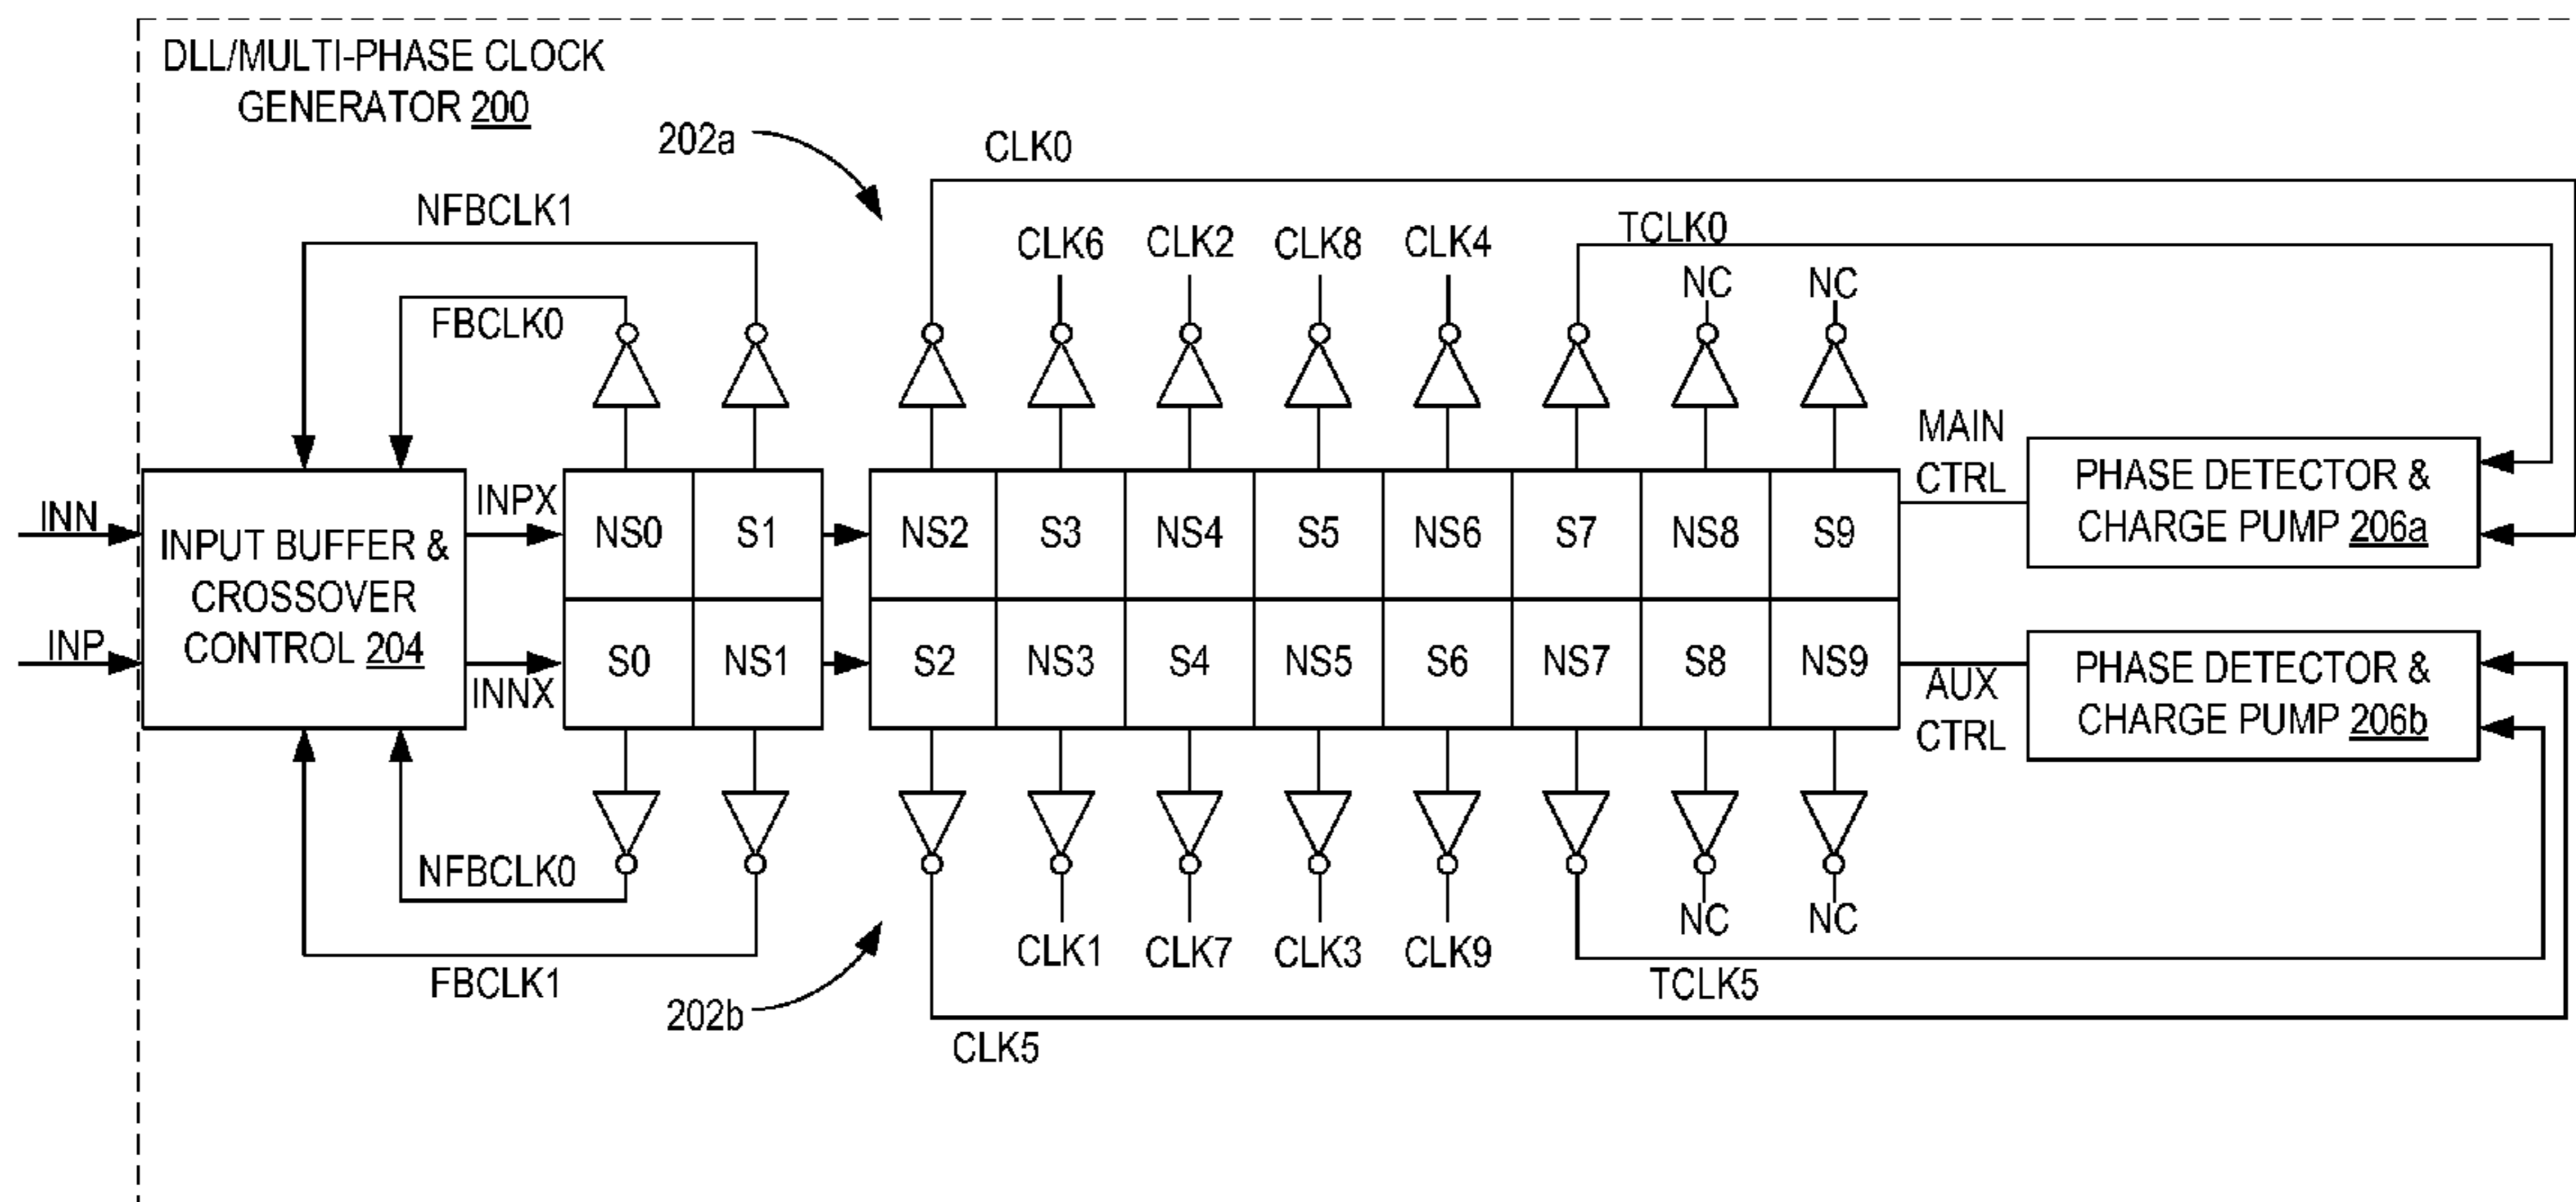 DLL/MULTI-PHASE CLOCK
GENERATOR 200
202a
CLK0
NFBCLK1
FBCLK0
CLK6
CLK2
CLK8
CLK4
TCLK0
NC
NC
INN
INP
INPUT BUFFER &
CROSSOVER
CONTROL 204
INPX
INNX
NS0
S1
NS2
S3
NS4
S5
NS6
S7
NS8
S9
S0
NS1
S2
NS3
S4
NS5
S6
NS7
S8
NS9
MAIN
CTRL
PHASE DETECTOR &
CHARGE PUMP 206a
AUX
CTRL
PHASE DETECTOR &
CHARGE PUMP 206b
NFBCLK0
FBCLK1
202b
CLK1
CLK7
CLK3
CLK9
NC
NC
TCLK5
CLK5